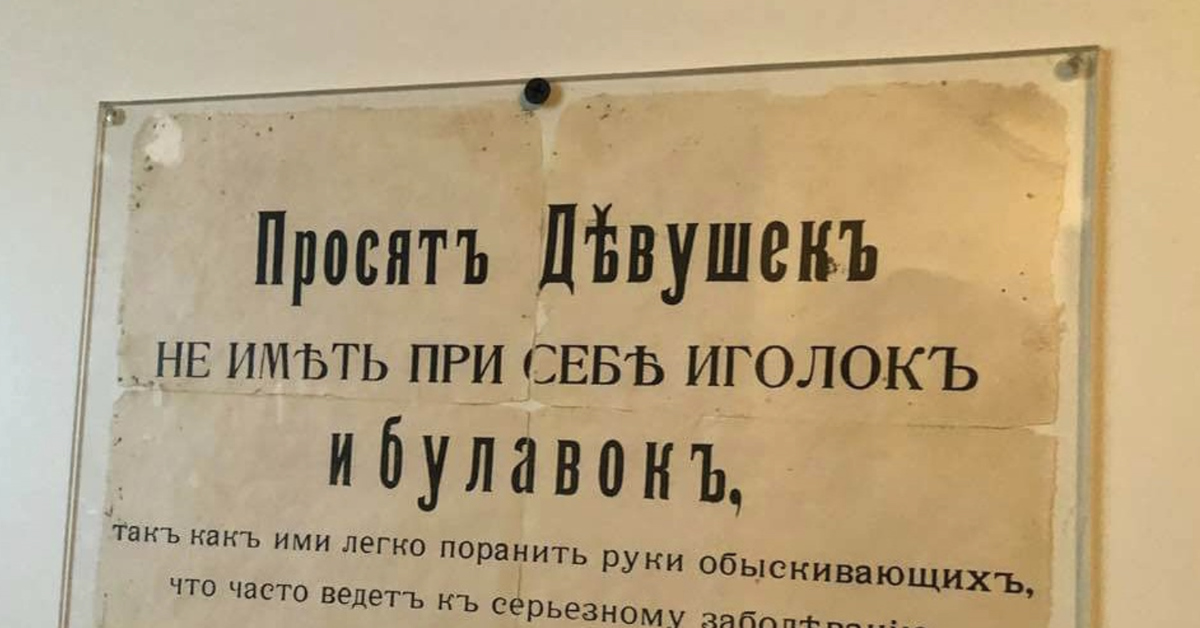 Просятъ Дѣвушекъ
НЕ ИМѢТЬ ПРИ СЕБѢ ИГОЛОКЪ
и булавокъ,
такъ какъ ими легко поранить руки обыскивающихъ,
что часто ведетъ къ серьезному